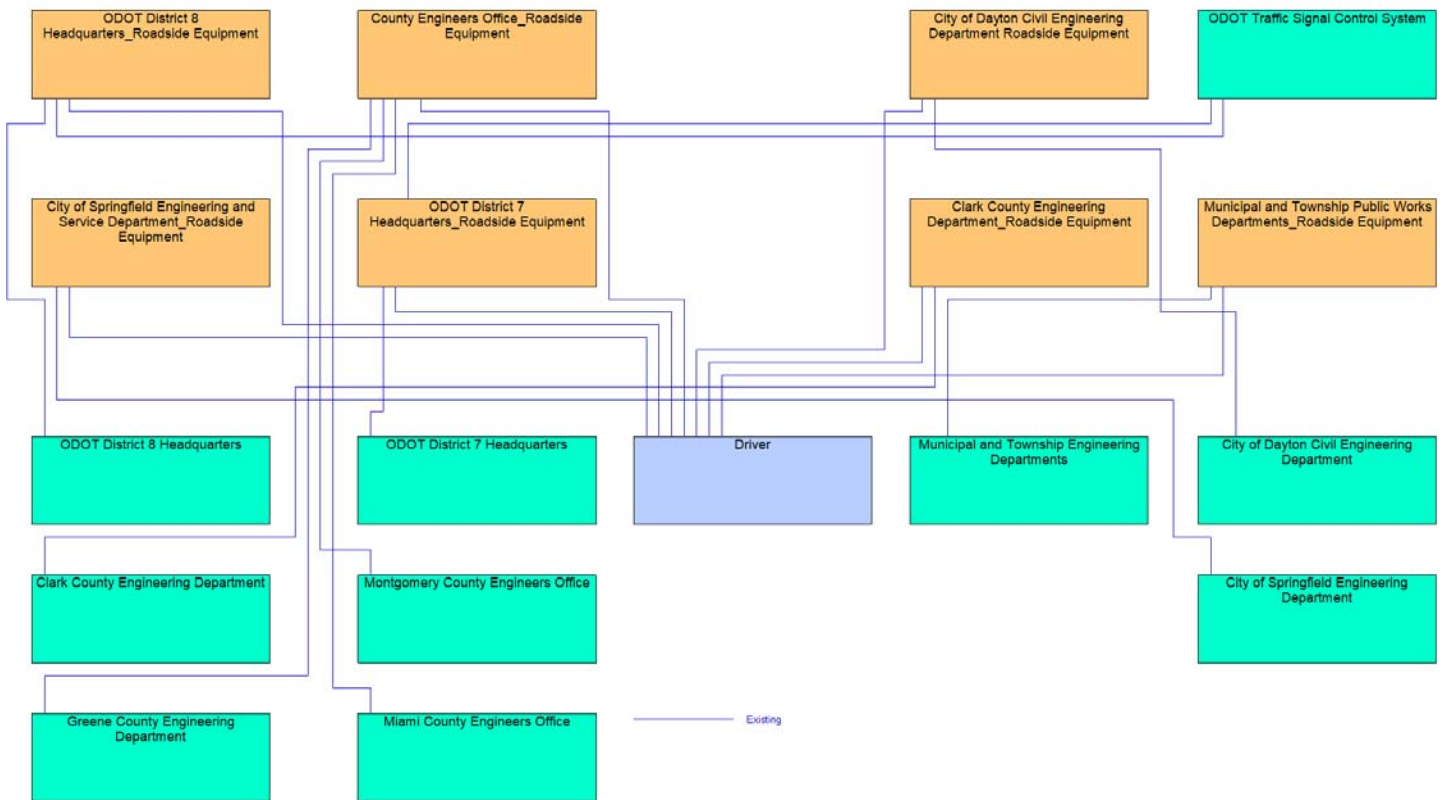 ODOT District 8
Headquarters_Roadside Equipment
County Engineers Office_Roadside
Equipment
City of Dayton Civil Engineering
Department Roadside Equipment
ODOT Traffic Signal Control System
City of Springfield Engineering and
Service Department_Roadside
Equipment
ODOT District 7
Headquarters_Roadside Equipment
Clark County Engineering
Department_Roadside Equipment
Municipal and Township Public Works
Departments_Roadside Equipment
ODOT District 8 Headquarters
ODOT District 7 Headquarters
Driver
Municipal and Township Engineering
Departments
City of Dayton Civil Engineering
Department
Clark County Engineering Department
Montgomery County Engineers Office
City of Springfield Engineering
Department
Greene County Engineering
Department
Miami County Engineers Office
Existing